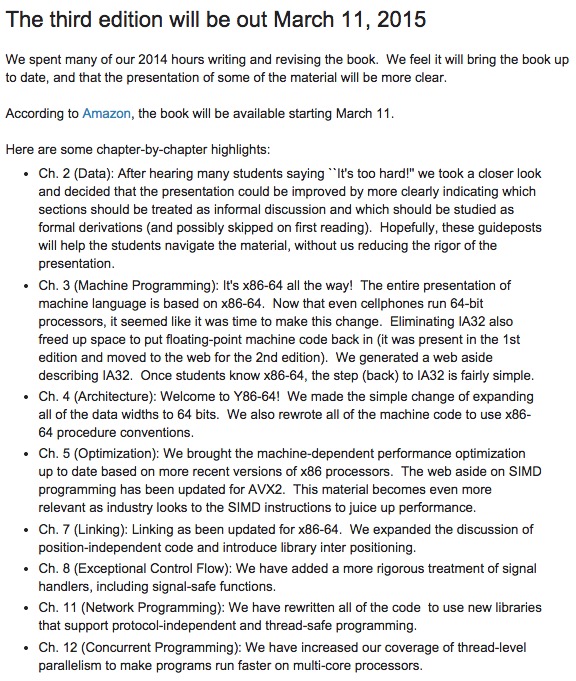 The third edition will be out March 11, 2015
We spent many of our 2014 hours writing and revising the book.  We feel it will bring the book up
to date, and that the presentation of some of the material will be more clear.
According to Amazon, the book will be available starting March 11.
Here are some chapter-by-chapter highlights:
• Ch. 2 (Data): After hearing many students saying ``It's too hard!'' we took a closer look
and decided that the presentation could be improved by more clearly indicating which
sections should be treated as informal discussion and which should be studied as
formal derivations (and possibly skipped on first reading).  Hopefully, these guideposts
will help the students navigate the material, without us reducing the rigor of the
presentation.
• Ch. 3 (Machine Programming): It's x86-64 all the way!  The entire presentation of
machine language is based on x86-64.  Now that even cellphones run 64-bit
processors, it seemed like it was time to make this change.  Eliminating IA32 also
freed up space to put floating-point machine code back in (it was present in the 1st
edition and moved to the web for the 2nd edition).  We generated a web aside
describing IA32.  Once students know x86-64, the step (back) to IA32 is fairly simple.
• Ch. 4 (Architecture): Welcome to Y86-64!  We made the simple change of expanding
all of the data widths to 64 bits.  We also rewrote all of the machine code to use x86-
64 procedure conventions.
• Ch. 5 (Optimization): We brought the machine-dependent performance optimization
up to date based on more recent versions of x86 processors.  The web aside on SIMD
programming has been updated for AVX2.  This material becomes even more
relevant as industry looks to the SIMD instructions to juice up performance.
• Ch. 7 (Linking): Linking as been updated for x86-64.  We expanded the discussion of
position-independent code and introduce library inter positioning.
• Ch. 8 (Exceptional Control Flow): We have added a more rigorous treatment of signal
handlers, including signal-safe functions.
• Ch. 11 (Network Programming): We have rewritten all of the code  to use new libraries
that support protocol-independent and thread-safe programming.
• Ch. 12 (Concurrent Programming): We have increased our coverage of thread-level
parallelism to make programs run faster on multi-core processors.